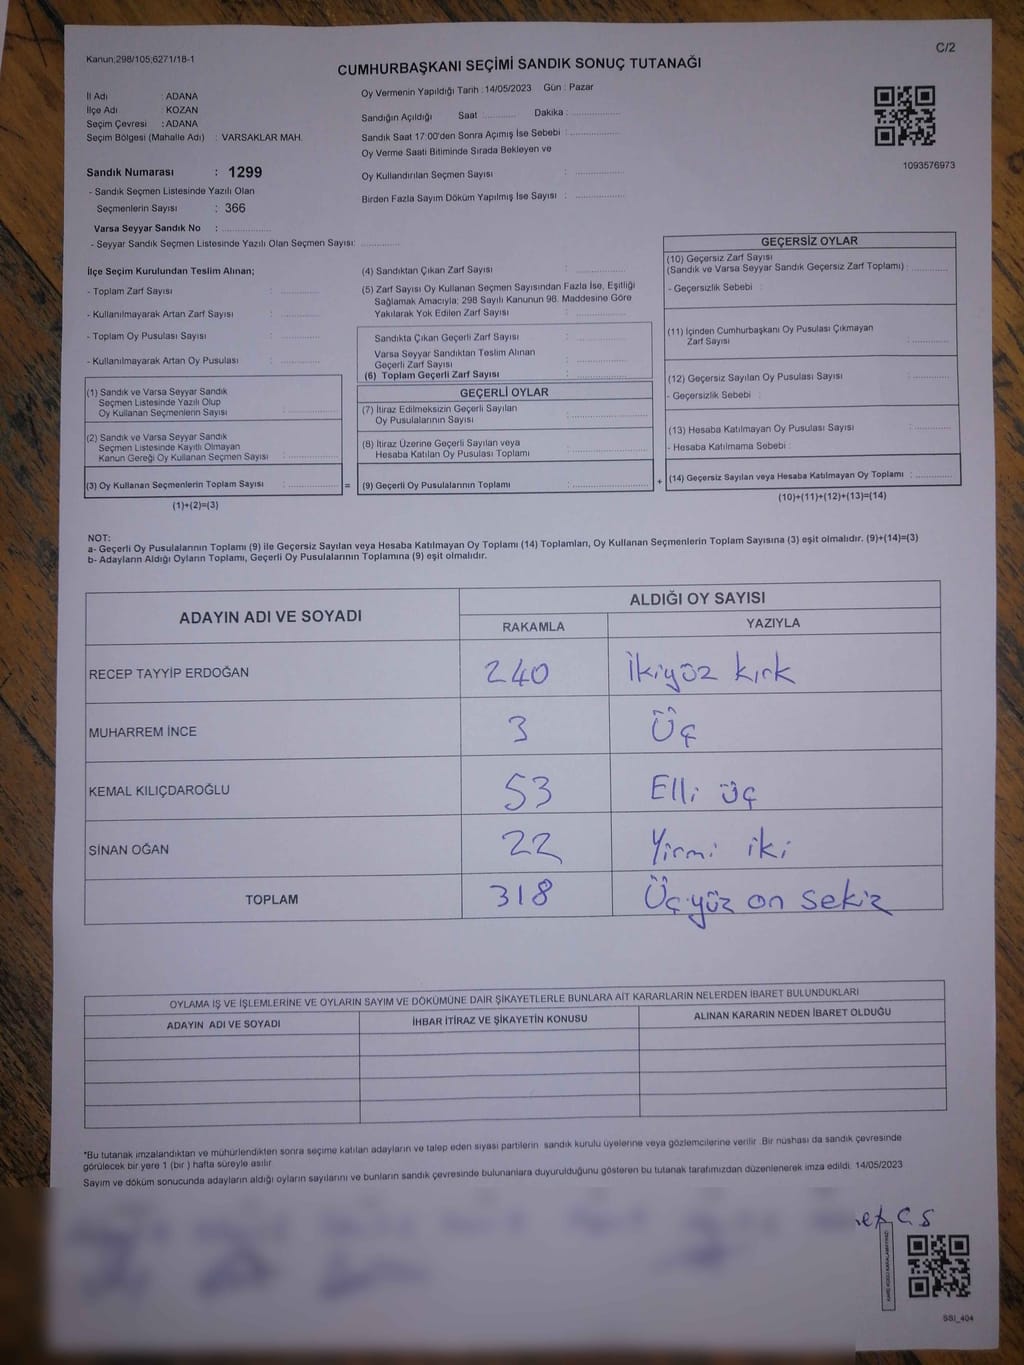 Kanun;298/105;6271/18-1
C/2
CUMHURBAŞKANI SEÇİMİ SANDIK SONUÇ TUTANAĞI
İl Adı : ADANA
İlçe Adı : KOZAN
Seçim Çevresi : ADANA
Seçim Bölgesi (Mahalle Adı) : VARSAKLAR MAH.
Sandık Numarası : 1299
- Sandık Seçmen Listesinde Yazılı Olan
Seçmenlerin Sayısı : 366
Varsa Seyyar Sandık No : ...............
- Seyyar Sandık Seçmen Listesinde Yazılı Olan Seçmen Sayısı: ............
Oy Vermenin Yapıldığı Tarih : 14/05/2023 Gün : Pazar
Sandığın Açıldığı Saat ............ Dakika : ...............
Sandık Saat 17:00'den Sonra Açımış İse Sebebi : ...............
Oy Verme Saati Bitiminde Sırada Bekleyen ve
Oy Kullandırılan Seçmen Sayısı : ...............
Birden Fazla Sayım Döküm Yapılmış İse Sayısı : ...............
1093576973
İlçe Seçim Kurulundan Teslim Alınan;
- Toplam Zarf Sayısı : ............
- Kullanılmayarak Artan Zarf Sayısı : ............
- Toplam Oy Pusulası Sayısı : ............
- Kullanılmayarak Artan Oy Pusulası : ............
(1) Sandık ve Varsa Seyyar Sandık
Seçmen Listesinde Yazılı Olup
Oy Kullanan Seçmenlerin Sayısı : ...............
(2) Sandık ve Varsa Seyyar Sandık
Seçmen Listesinde Kayıtlı Olmayan
Kanun Gereği Oy Kullanan Seçmen Sayısı : ...............
(3) Oy Kullanan Seçmenlerin Toplam Sayısı : ............... =
(1)+(2)=(3)
(4) Sandıktan Çıkan Zarf Sayısı : ...............
(5) Zarf Sayısı Oy Kullanan Seçmen Sayısından Fazla İse, Eşitliği
Sağlamak Amacıyla; 298 Sayılı Kanunun 98. Maddesine Göre
Yakılarak Yok Edilen Zarf Sayısı : ...............
Sandıkta Çıkan Geçerli Zarf Sayısı : ...............
Varsa Seyyar Sandıktan Teslim Alınan
Geçerli Zarf Sayısı : ...............
(6) Toplam Geçerli Zarf Sayısı : ...............
GEÇERLİ OYLAR
(7) İtiraz Edilmeksizin Geçerli Sayılan
Oy Pusulalarının Sayısı : ...............
(8) İtiraz Üzerine Geçerli Sayılan veya
Hesaba Katılan Oy Pusulası Toplamı : ...............
(9) Geçerli Oy Pusulalarının Toplamı : ............... +
GEÇERSİZ OYLAR
(10) Geçersiz Zarf Sayısı
(Sandık ve Varsa Seyyar Sandık Geçersiz Zarf Toplamı) : ............
- Geçersizlik Sebebi :
(11) İçinden Cumhurbaşkanı Oy Pusulası Çıkmayan
Zarf Sayısı : ............
(12) Geçersiz Sayılan Oy Pusulası Sayısı : ............
- Geçersizlik Sebebi :
(13) Hesaba Katılmayan Oy Pusulası Sayısı : ............
- Hesaba Katılmama Sebebi :
(14) Geçersiz Sayılan veya Hesaba Katılmayan Oy Toplamı : ............
(10)+(11)+(12)+(13)=(14)
NOT:
a- Geçerli Oy Pusulalarının Toplamı (9) ile Geçersiz Sayılan veya Hesaba Katılmayan Oy Toplamı (14) Toplamları, Oy Kullanan Seçmenlerin Toplam Sayısına (3) eşit olmalıdır. (9)+(14)=(3)
b- Adayların Aldığı Oyların Toplamı, Geçerli Oy Pusulalarının Toplamına (9) eşit olmalıdır.
ADAYIN ADI VE SOYADI ALDIĞI OY SAYISI
RAKAMLA YAZIYLA
RECEP TAYYİP ERDOĞAN 240 İkiyüz kırk
MUHARREM İNCE 3 Üç
KEMAL KILIÇDAROĞLU 53 Elli üç
SİNAN OĞAN 22 Yirmi iki
TOPLAM 318 Üç yüz on sekiz
OYLAMA İŞ VE İŞLEMLERİNE VE OYLARIN SAYIM VE DÖKÜMÜNE DAİR ŞİKAYETLERLE BUNLARA AİT KARARLARIN NELERDEN İBARET BULUNDUKLARI
ADAYIN ADI VE SOYADI İHBAR İTİRAZ VE ŞİKAYETİN KONUSU ALINAN KARARIN NEDEN İBARET OLDUĞU
*Bu tutanak imzalandıktan ve mühürlendikten sonra seçime katılan adayların ve talep eden siyasi partilerin sandık kurulu üyelerine veya gözlemcilerine verilir .Bir nüshası da sandık çevresinde
görülecek bir yere 1 (bir ) hafta süreyle asılır.
Sayım ve döküm sonucunda adayların aldığı oyların sayılarını ve bunların sandık çevresinde bulunanlara duyurulduğunu gösteren bu tutanak tarafımızdan düzenlenerek imza edildi. 14/05/2023
SSI_404